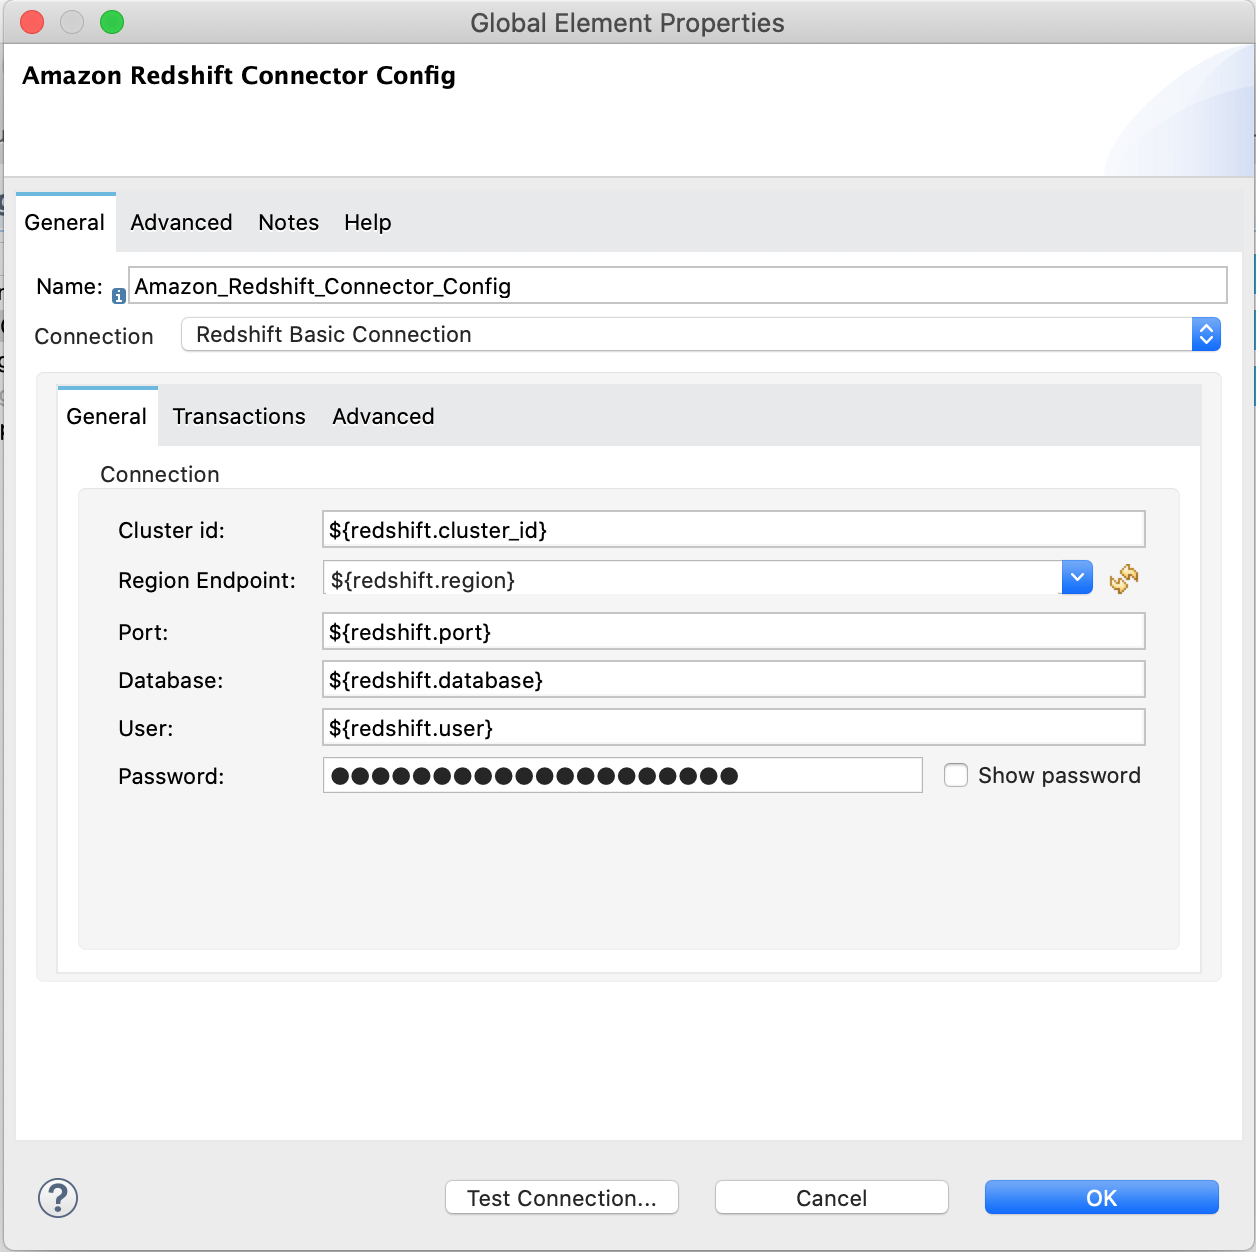 Global Element Properties
Amazon Redshift Connector Config
General Advanced Notes Help
Name: Amazon_Redshift_Connector_Config
Connection Redshift Basic Connection
General Transactions Advanced
Connection
Cluster id: ${redshift.cluster_id}
Region Endpoint: ${redshift.region}
Port: ${redshift.port}
Database: ${redshift.database}
User: ${redshift.user}
Password: ●●●●●●●●●●●●●●●●●●●● Show password
? Test Connection... Cancel OK